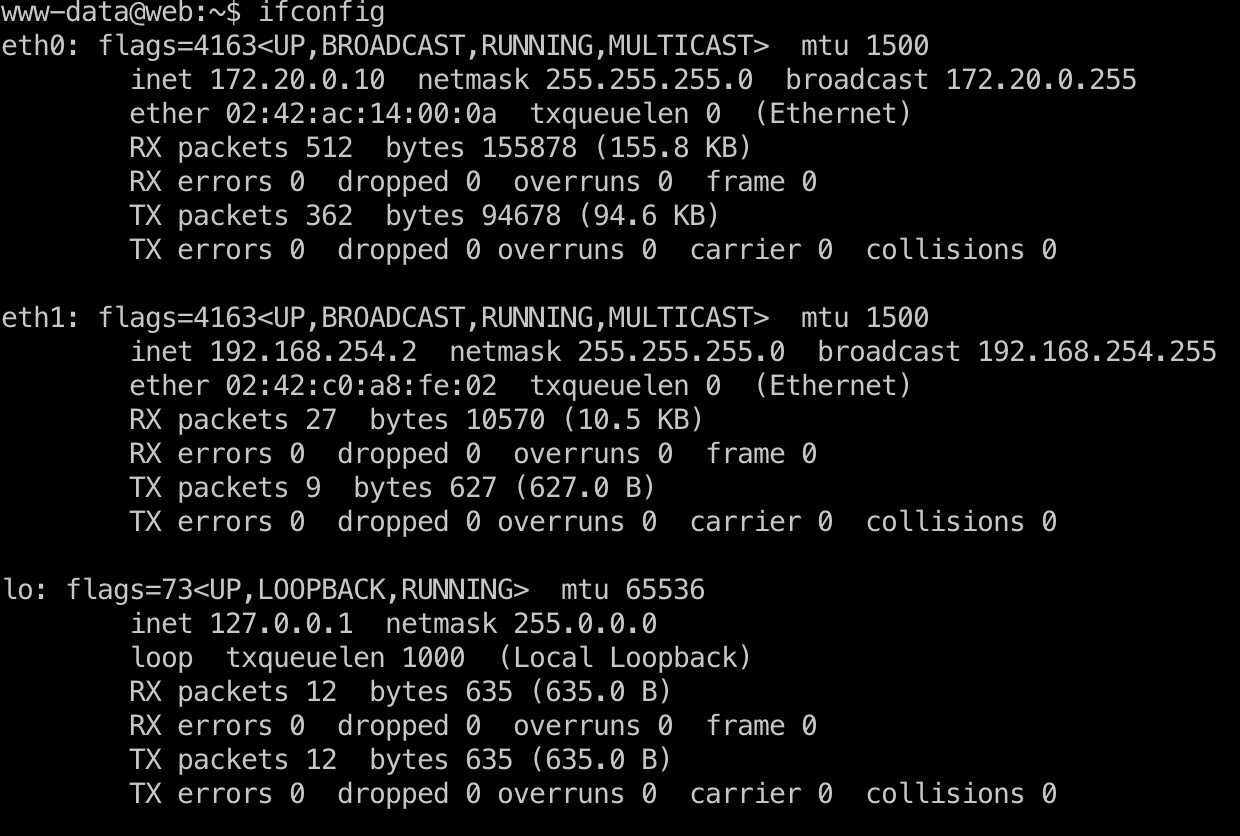 www-data@web:~$ ifconfig
eth0: flags=4163<UP,BROADCAST,RUNNING,MULTICAST>  mtu 1500
        inet 172.20.0.10  netmask 255.255.255.0  broadcast 172.20.0.255
        ether 02:42:ac:14:00:0a  txqueuelen 0  (Ethernet)
        RX packets 512  bytes 155878 (155.8 KB)
        RX errors 0  dropped 0  overruns 0  frame 0
        TX packets 362  bytes 94678 (94.6 KB)
        TX errors 0  dropped 0 overruns 0  carrier 0  collisions 0

eth1: flags=4163<UP,BROADCAST,RUNNING,MULTICAST>  mtu 1500
        inet 192.168.254.2  netmask 255.255.255.0  broadcast 192.168.254.255
        ether 02:42:c0:a8:fe:02  txqueuelen 0  (Ethernet)
        RX packets 27  bytes 10570 (10.5 KB)
        RX errors 0  dropped 0  overruns 0  frame 0
        TX packets 9  bytes 627 (627.0 B)
        TX errors 0  dropped 0 overruns 0  carrier 0  collisions 0

lo: flags=73<UP,LOOPBACK,RUNNING>  mtu 65536
        inet 127.0.0.1  netmask 255.0.0.0
        loop  txqueuelen 1000  (Local Loopback)
        RX packets 12  bytes 635 (635.0 B)
        RX errors 0  dropped 0  overruns 0  frame 0
        TX packets 12  bytes 635 (635.0 B)
        TX errors 0  dropped 0 overruns 0  carrier 0  collisions 0